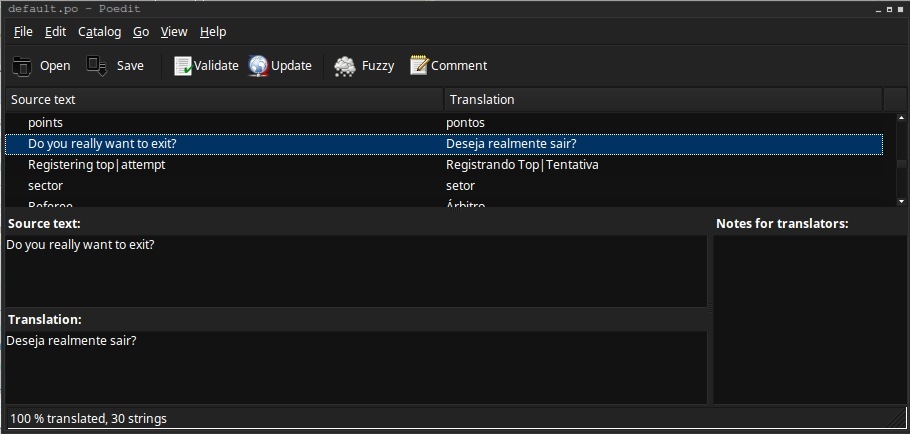 default.po - Poedit
File Edit Catalog Go View Help
Open Save Validate Update Fuzzy Comment
Source text Translation
points pontos
Do you really want to exit? Deseja realmente sair?
Registering top|attempt Registrando Top|Tentativa
sector setor
Referee Árbitro
Source text: Notes for translators:
Do you really want to exit?
Translation:
Deseja realmente sair?
100 % translated, 30 strings